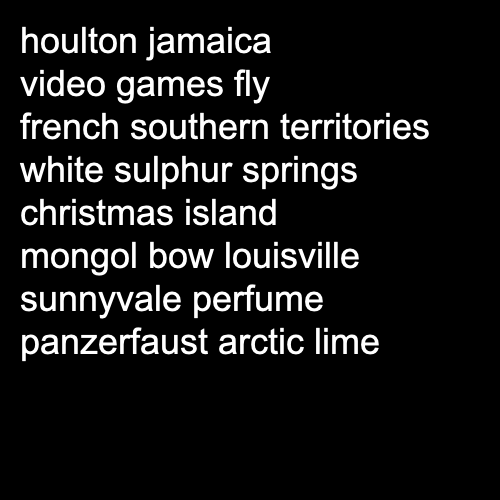 houlton jamaica
video games fly
french southern territories
white sulphur springs
christmas island
mongol bow louisville
sunnyvale perfume
panzerfaust arctic lime